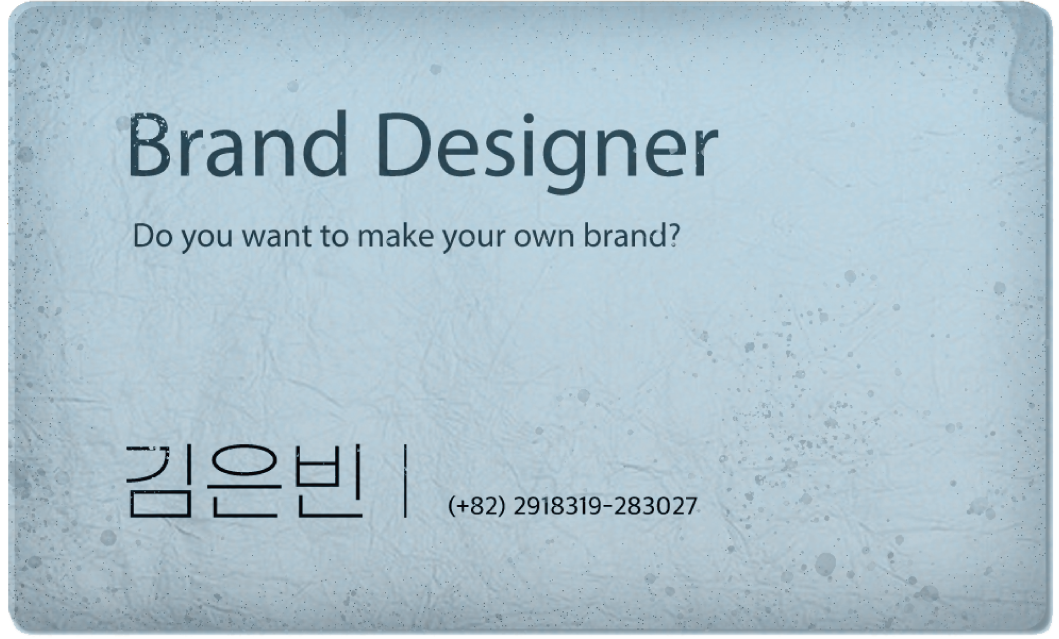 Brand Designer
Do you want to make your own brand?
김은빈 | (+82) 2918319-283027